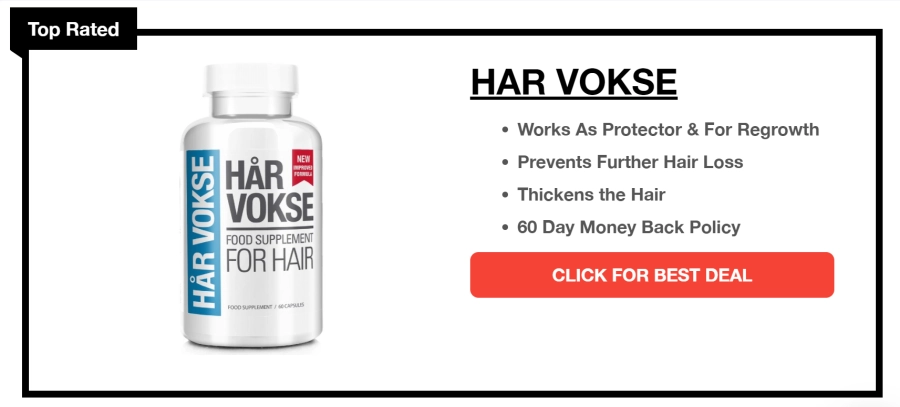 Top Rated
HAR VOKSE
Works As Protector & For Regrowth
Prevents Further Hair Loss
Thickens the Hair
60 Day Money Back Policy
CLICK FOR BEST DEAL
HÅR VOKSE
HÅR
VOKSE
NEW
IMPROVED
FORMULA
FOOD SUPPLEMENT
FOR HAIR
FOOD SUPPLEMENT / 60 CAPSULES